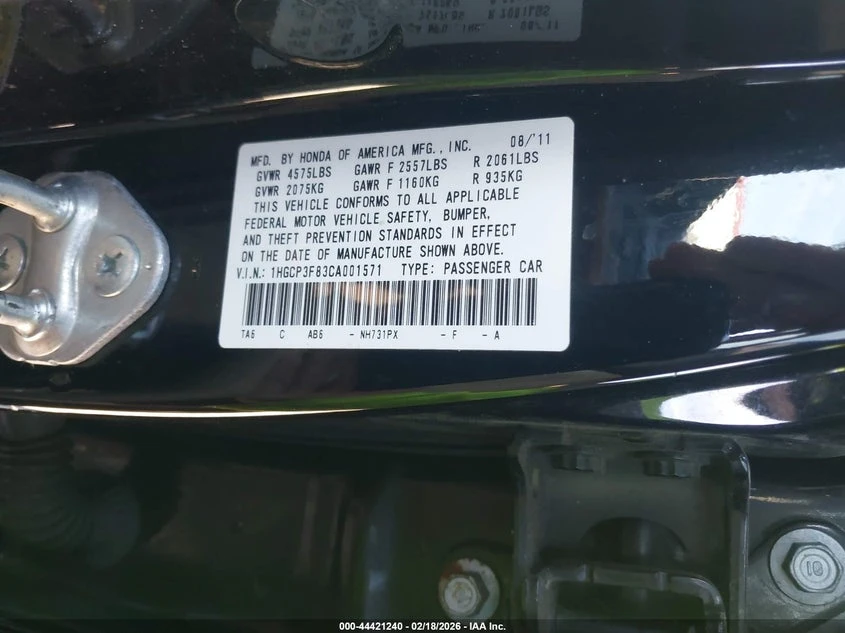 MFD. BY HONDA OF AMERICA MFG., INC. 08/'11
GVWR 4575LBS GAWR F 2557LBS R 2061LBS
GVWR 2075KG GAWR F 1160KG R 935KG
THIS VEHICLE CONFORMS TO ALL APPLICABLE
FEDERAL MOTOR VEHICLE SAFETY, BUMPER,
AND THEFT PREVENTION STANDARDS IN EFFECT
ON THE DATE OF MANUFACTURE SHOWN ABOVE.
V.I.N.: 1HGCP3F83CA001571 TYPE: PASSENGER CAR
TA6 C AB6 - NH731PX - F - A
10
000-44421240 - 02/18/2026 - IAA Inc.